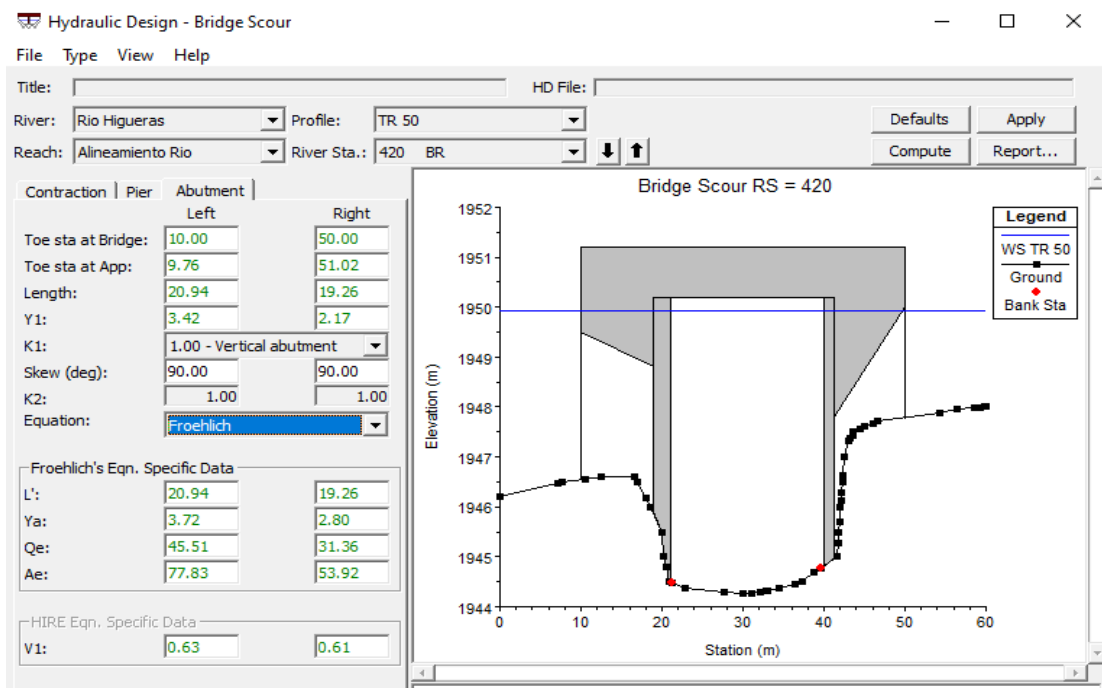 Hydraulic Design - Bridge Scour
File Type View Help
Title: HD File:
River: Rio Higueras Profile: TR 50 Defaults Apply
Reach: Alineamiento Rio River Sta.: 420 BR Compute Report...
Contraction Pier Abutment
Left Right
Toe sta at Bridge: 10.00 50.00
Toe sta at App: 9.76 51.02
Length: 20.94 19.26
Y1: 3.42 2.17
K1: 1.00 - Vertical abutment
Skew (deg): 90.00 90.00
K2: 1.00 1.00
Equation: Froehlich
Froehlich's Eqn. Specific Data
L': 20.94 19.26
Ya: 3.72 2.80
Qe: 45.51 31.36
Ae: 77.83 53.92
HIRE Eqn. Specific Data
V1: 0.63 0.61
Bridge Scour RS = 420
1952
1951
1950
1949
1948
1947
1946
1945
1944
Elevation (m)
0 10 20 30 40 50 60
Station (m)
Legend
WS TR 50
Ground
Bank Sta